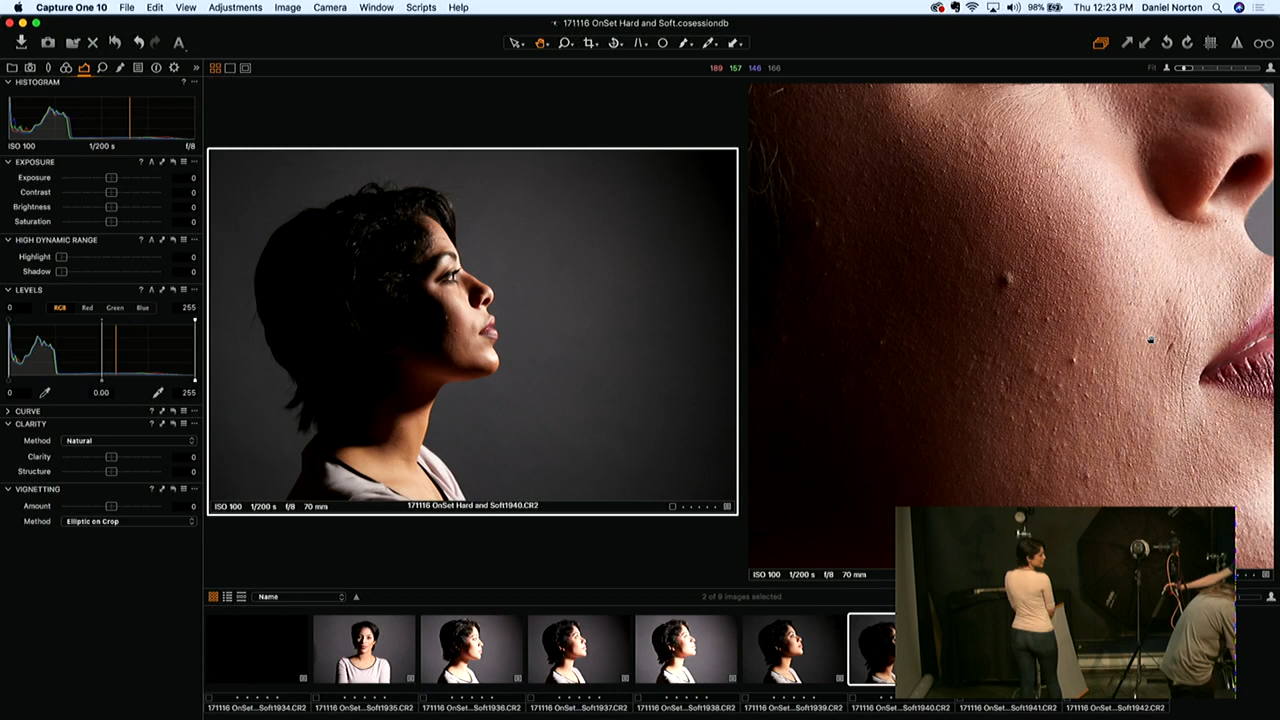 Capture One 10 File Edit View Adjustments Image Camera Window Scripts Help 98% Thu 12:23 PM Daniel Norton
171116 OnSet Hard and Soft.cosessiondb
189 157 146 166 Fit
HISTOGRAM ?
ISO 100 1/200 s f/8
EXPOSURE ?
Exposure 0
Contrast 0
Brightness 0
Saturation 0
HIGH DYNAMIC RANGE ?
Highlight 0
Shadow 0
LEVELS ?
0 RGB Red Green Blue 255
0 0.00 255
CURVE ?
CLARITY ?
Method Natural
Clarity 0
Structure 0
VIGNETTING ?
Amount 0
Method Elliptic on Crop
ISO 100 1/200 s f/8 70 mm 171116 OnSet Hard and Soft1940.CR2
ISO 100 1/200 s f/8 70 mm
Name 2 of 9 images selected
171116 OnSet...Soft1934.CR2 171116 OnSet...Soft1935.CR2 171116 OnSet...Soft1936.CR2 171116 OnSet...Soft1937.CR2 171116 OnSet...Soft1938.CR2 171116 OnSet...Soft1939.CR2 171116 OnSet...Soft1940.CR2 171116 OnSet...Soft1941.CR2 171116 OnSet...Soft1942.CR2